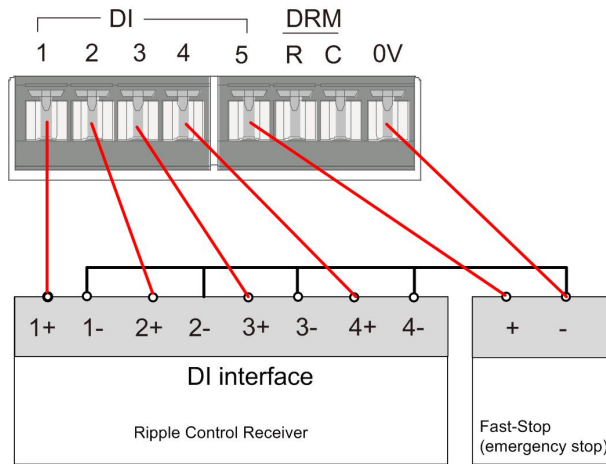 DI DRM
1 2 3 4 5 R C 0V
1+ 1- 2+ 2- 3+ 3- 4+ 4- + -
DI interface
Ripple Control Receiver
Fast-Stop
(emergency stop)